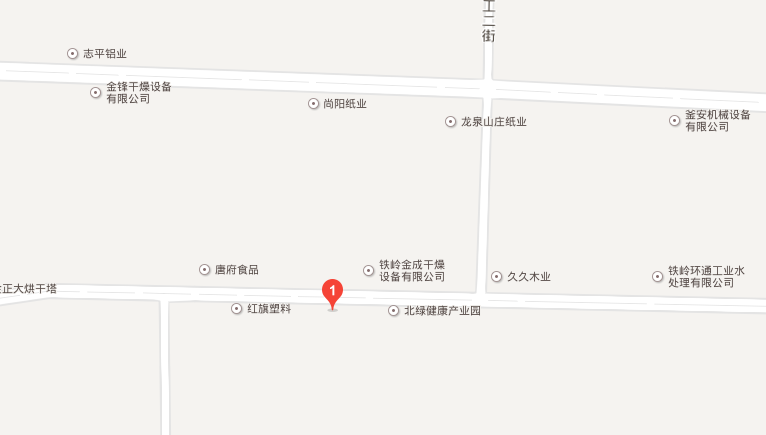 工二街
志平铝业
金锋干燥设备
有限公司
尚阳纸业
龙泉山庄纸业
釜安机械设备
有限公司
唐府食品
铁岭金成干燥
设备有限公司
久久木业
铁岭环通工业水
处理有限公司
正大烘干塔
1
红旗塑料
北绿健康产业园